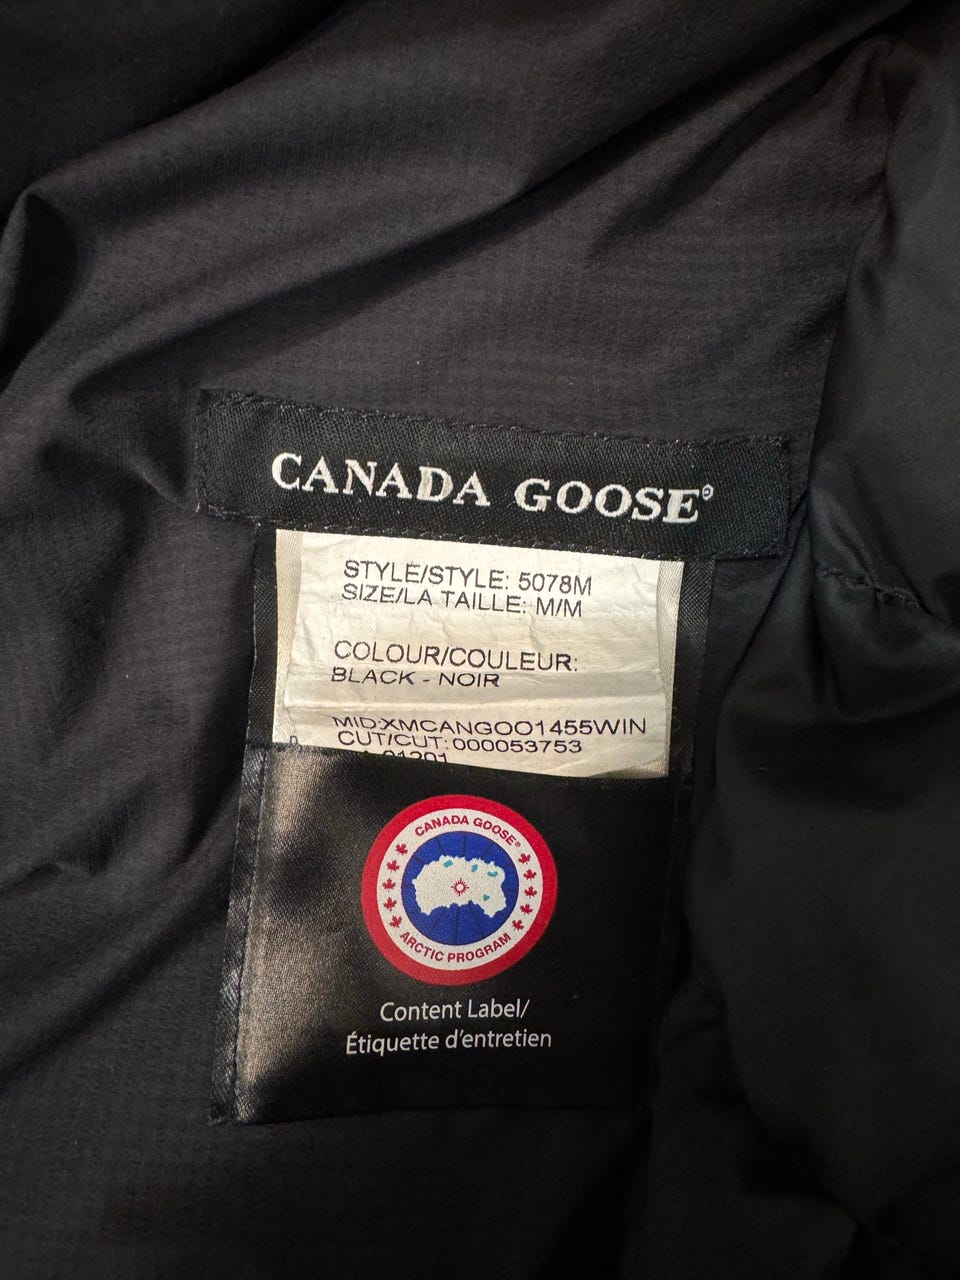 CANADA GOOSE®
STYLE/STYLE: 5078M
SIZE/LA TAILLE: M/M
COLOUR/COULEUR:
BLACK - NOIR
MID:XMCANGOO1455WIN
CUT/CUT: 000053753
01201
CANADA GOOSE®
ARCTIC PROGRAM
Content Label/
Étiquette d'entretien